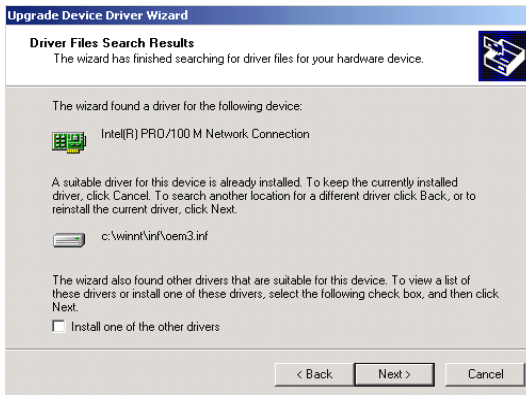 Upgrade Device Driver Wizard
Driver Files Search Results
The wizard has finished searching for driver files for your hardware device.
The wizard found a driver for the following device:
Intel(R) PRO/100 M Network Connection
A suitable driver for this device is already installed. To keep the currently installed
driver, click Cancel. To search another location for a different driver click Back, or to
reinstall the current driver, click Next.
c:\winnt\inf\oem3.inf
The wizard also found other drivers that are suitable for this device. To view a list of
these drivers or install one of these drivers, select the following check box, and then click
Next.
Install one of the other drivers
< Back Next > Cancel